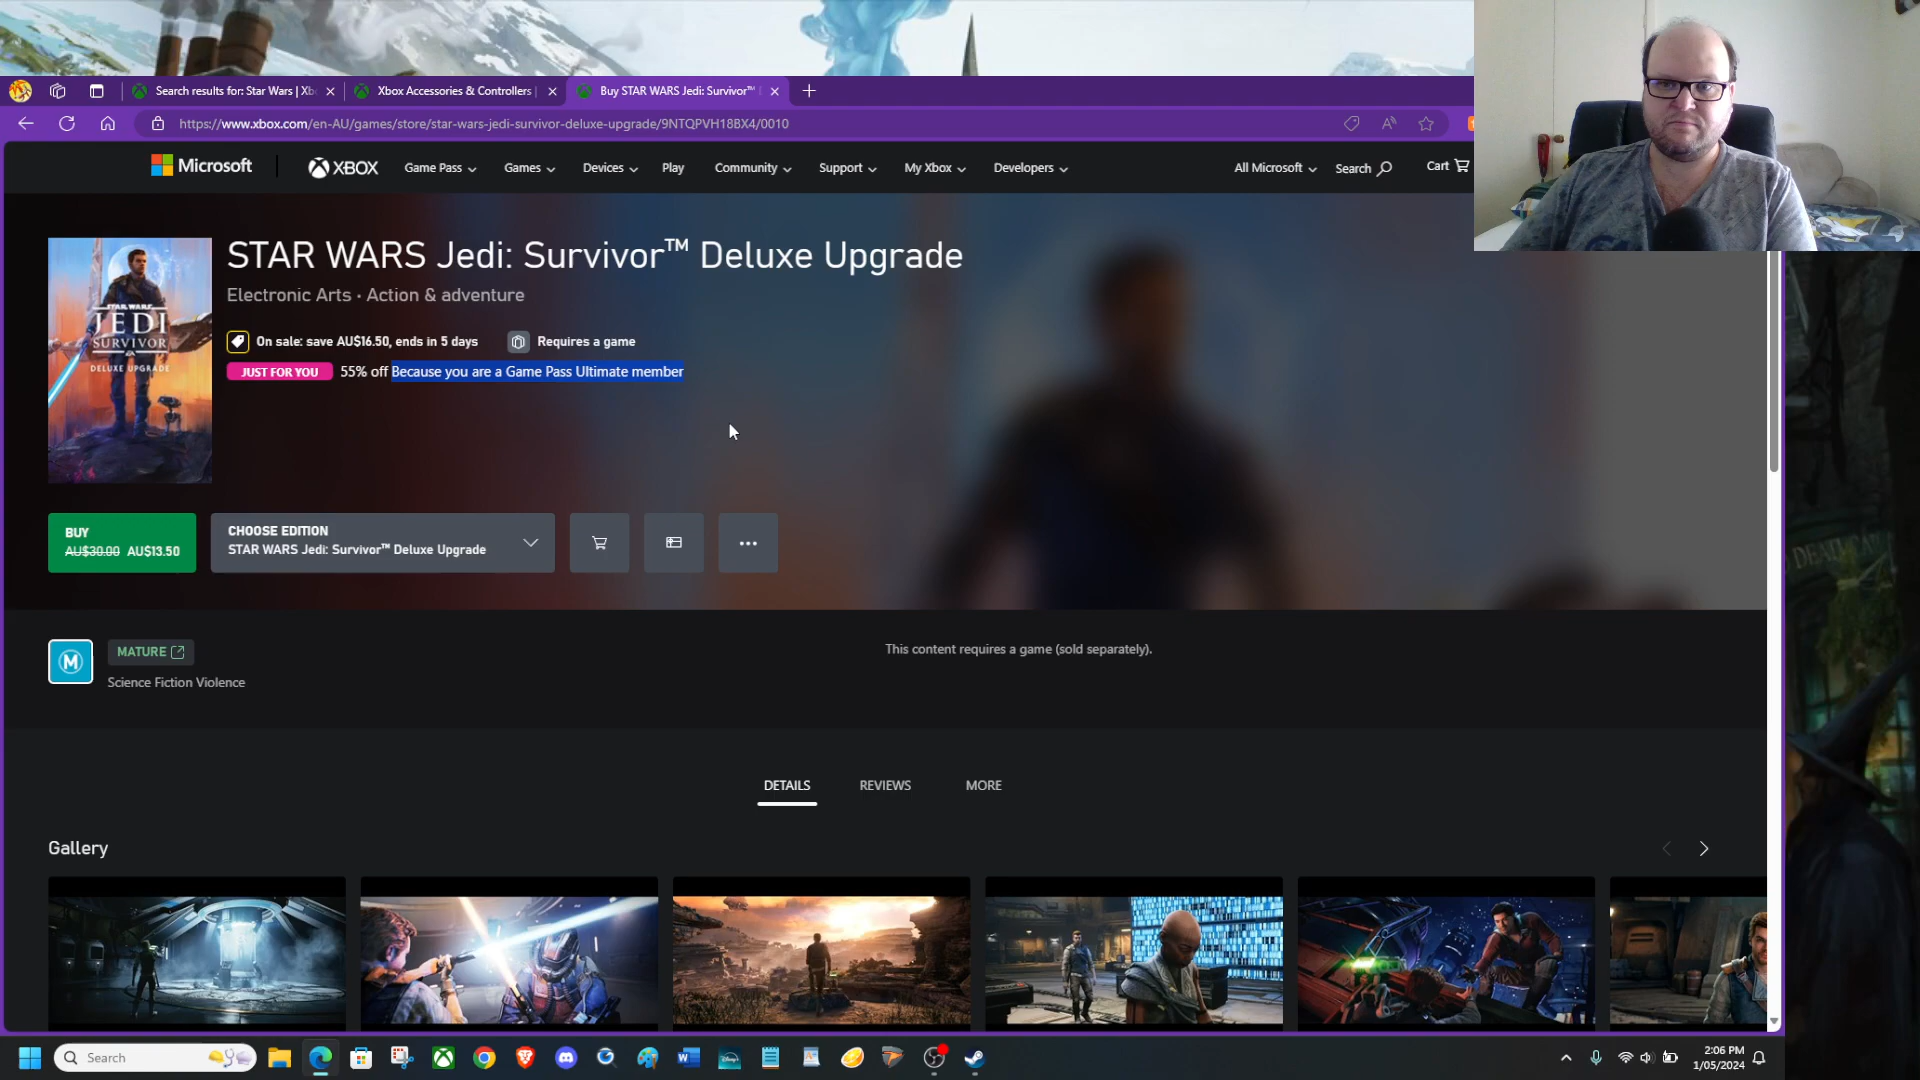 Search results for: Star Wars | Xb
Xbox Accessories & Controllers |
Buy STAR WARS Jedi: Survivor™
https://www.xbox.com/en-AU/games/store/star-wars-jedi-survivor-deluxe-upgrade/9NTQPVH18BX4/0010
Microsoft
XBOX
Game Pass
Games
Devices
Play
Community
Support
My Xbox
Developers
All Microsoft
Search
Cart
STAR WARS
JEDI
SURVIVOR
DELUXE UPGRADE
STAR WARS Jedi: Survivor™ Deluxe Upgrade
Electronic Arts • Action & adventure
On sale: save AU$16.50, ends in 5 days
Requires a game
JUST FOR YOU 55% off Because you are a Game Pass Ultimate member
BUY
AU$30.00 AU$13.50
CHOOSE EDITION
STAR WARS Jedi: Survivor™ Deluxe Upgrade
M
MATURE
Science Fiction Violence
This content requires a game (sold separately).
DETAILS
REVIEWS
MORE
Gallery
Search
2:06 PM
1/05/2024